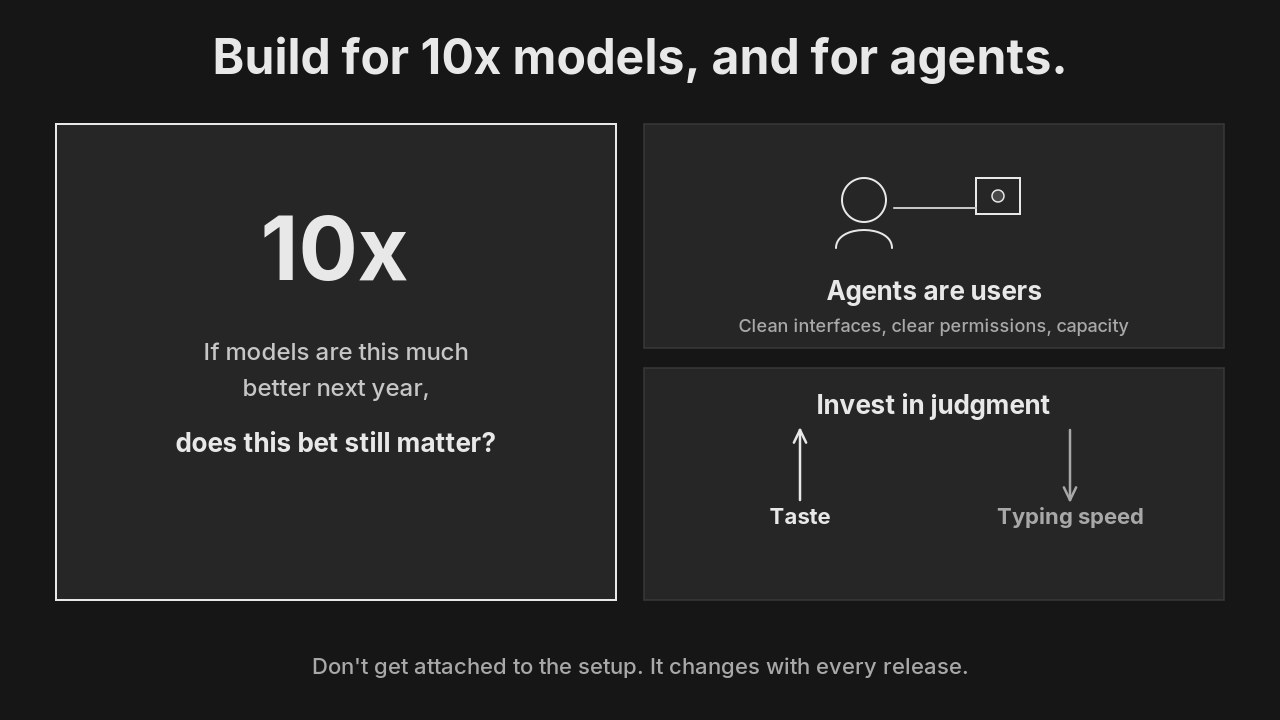 Build for 10x models, and for agents.
10x
If models are this much
better next year,
does this bet still matter?
Agents are users
Clean interfaces, clear permissions, capacity
Invest in judgment
Taste
Typing speed
Don't get attached to the setup. It changes with every release.